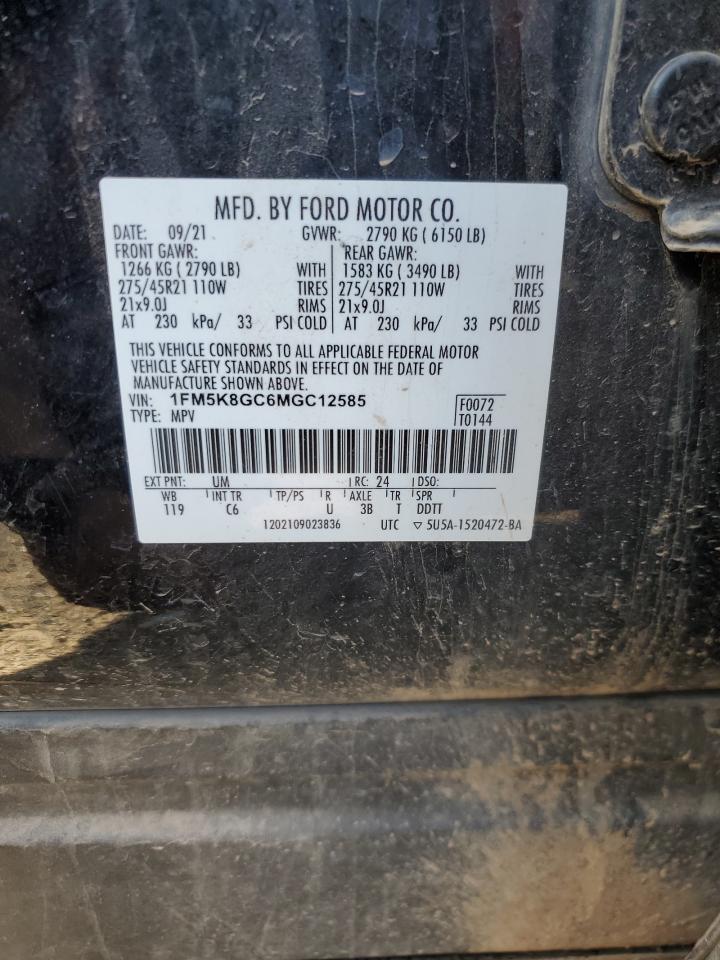 MFD. BY FORD MOTOR CO.
DATE: 09/21 GVWR: 2790 KG ( 6150 LB)
FRONT GAWR: REAR GAWR:
1266 KG ( 2790 LB) WITH 1583 KG ( 3490 LB) WITH
275/45R21 110W TIRES 275/45R21 110W TIRES
21x9.0J RIMS 21x9.0J RIMS
AT 230 kPa/ 33 PSI COLD AT 230 kPa/ 33 PSI COLD
THIS VEHICLE CONFORMS TO ALL APPLICABLE FEDERAL MOTOR
VEHICLE SAFETY STANDARDS IN EFFECT ON THE DATE OF
MANUFACTURE SHOWN ABOVE.
VIN: 1FM5K8GC6MGC12585 F0072
TYPE: MPV T0144
EXT PNT: UM RC: 24 DSO:
WB INT TR TP/PS R AXLE TR SPR
119 C6 U 3B T DDTT
1202109023836 UTC ▽ 5U5A-1520472-BA